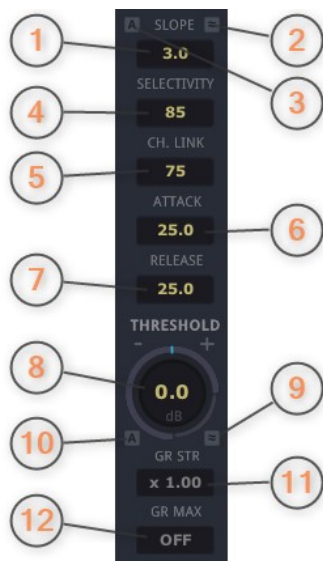 A SLOPE ≈
1
3.0
2
SELECTIVITY
3
4
85
CH. LINK
5
75
ATTACK
25.0
6
RELEASE
7
25.0
THRESHOLD
- +
8
0.0
dB
9
10
A ≈
GR STR
x 1.00
11
GR MAX
12
OFF